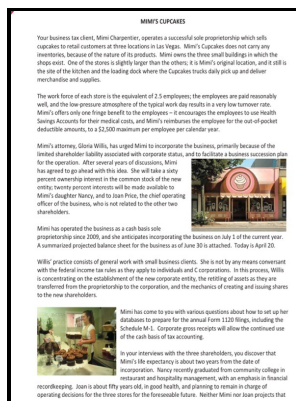 MIMI'S CUPCAKES
Your business tax client, Mimi Charpentier, operates a successful sole proprietorship which sells
cupcakes to retail customers at three locations in Las Vegas. Mimi's Cupcakes does not carry any
inventories, because of the nature of its products. Mimi owns the three small buildings in which the
shops exist. One of the stores is slightly larger than the others; it is Mimi's original location, and it still is
the site of the kitchen and the loading dock where the Cupcakes trucks daily pick up and deliver
merchandise and supplies.
The work force of each store is the equivalent of 2.5 employees; the employees are paid reasonably
well, and the low-pressure atmosphere of the typical work day results in a very low turnover rate.
Mimi's offers only one fringe benefit to the employees – it encourages the employees to use Health
Savings Accounts for their medical costs, and Mimi's reimburses the employee for the out-of-pocket
deductible amounts, to a $2,500 maximum per employee per calendar year.
Mimi's attorney, Gloria Willis, has urged Mimi to incorporate the business, primarily because of the
limited shareholder liability associated with corporate status, and to facilitate a business succession plan
for the operation. After several years of discussions, Mimi
has agreed to go ahead with this idea. She will take a sixty
percent ownership interest in the common stock of the new
entity; twenty percent interests will be made available to
Mimi's daughter Nancy, and to Joan Price, the chief operating
officer of the business, who is not related to the other two
shareholders.
Mimi has operated the business as a cash basis sole
proprietorship since 2009, and she anticipates incorporating the business on July 1 of the current year.
A summarized projected balance sheet for the business as of June 30 is attached. Today is April 20.
Willis' practice consists of general work with small business clients. She is not by any means conversant
with the federal income tax rules as they apply to individuals and C corporations. In this process, Willis
is concentrating on the establishment of the new corporate entity, the retitling of assets as they are
transferred from the proprietorship to the corporation, and the mechanics of creating and issuing shares
to the new shareholders.
Mimi has come to you with various questions about how to set up her
databases to prepare for the annual Form 1120 filings, including the
Schedule M-1. Corporate gross receipts will allow the continued use
of the cash basis of tax accounting.
In your interviews with the three shareholders, you discover that
Mimi's life expectancy is about two years from the date of
incorporation. Nancy recently graduated from community college in
restaurant and hospitality management, with an emphasis in financial
recordkeeping. Joan is about fifty years old, in good health, and planning to remain in charge of
operating decisions for the three stores for the foreseeable future. Neither Mimi nor Joan projects that